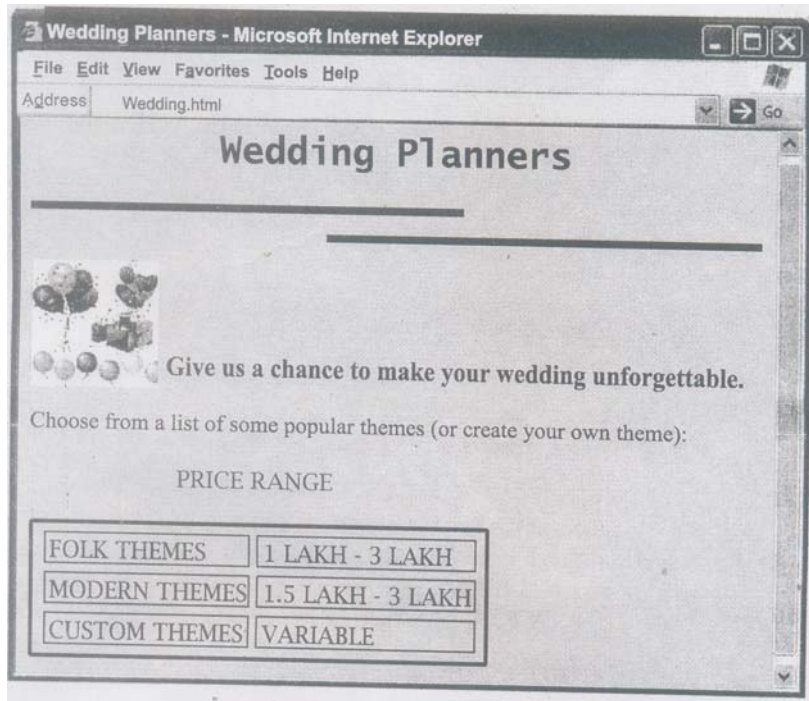 Wedding Planners - Microsoft Internet Explorer
File Edit View Favorites Tools Help
Address Wedding.html Go
Wedding Planners
Give us a chance to make your wedding unforgettable.
Choose from a list of some popular themes (or create your own theme):
PRICE RANGE
FOLK THEMES 1 LAKH - 3 LAKH
MODERN THEMES 1.5 LAKH - 3 LAKH
CUSTOM THEMES VARIABLE